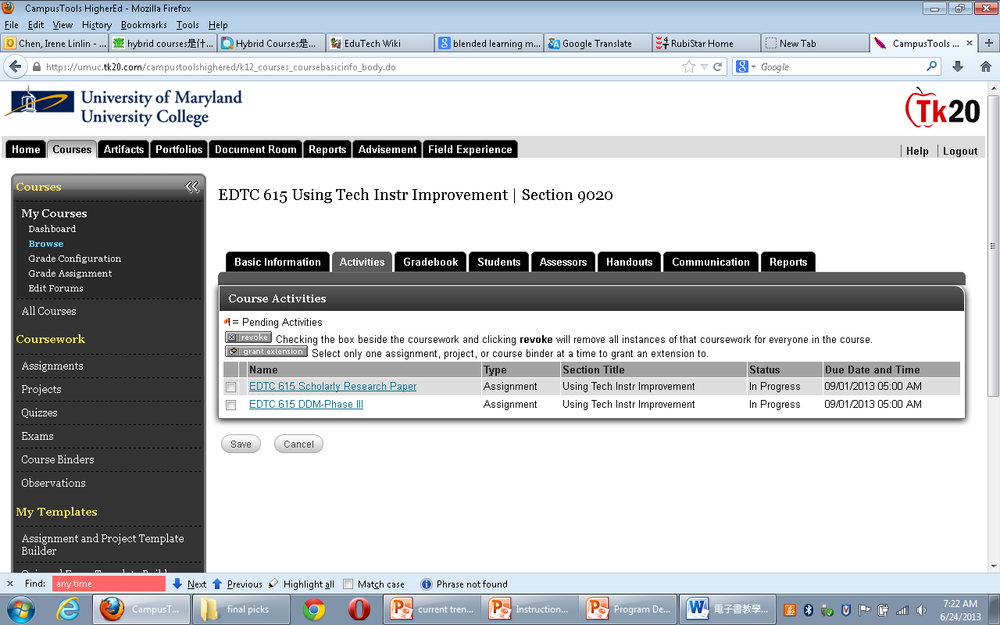 CampusTools HigherEd - Mozilla Firefox
File Edit View History Bookmarks Tools Help
Chen, Irene Linlin - ... hybrid courses是什... Hybrid Courses是... EduTech Wiki blended learning m... Google Translate RubiStar Home New Tab CampusTools ...
https://umuc.tk20.com/campustoolshighered/k12_courses_coursebasicinfo_body.do Google
University of Maryland
University College
Tk20
Home Courses Artifacts Portfolios Document Room Reports Advisement Field Experience Help Logout
Courses
My Courses
Dashboard
Browse
Grade Configuration
Grade Assignment
Edit Forums
All Courses
Coursework
Assignments
Projects
Quizzes
Exams
Course Binders
Observations
My Templates
Assignment and Project Template
Builder
EDTC 615 Using Tech Instr Improvement | Section 9020
Basic Information Activities Gradebook Students Assessors Handouts Communication Reports
Course Activities
= Pending Activities
revoke Checking the box beside the coursework and clicking revoke will remove all instances of that coursework for everyone in the course.
grant extension Select only one assignment, project, or course binder at a time to grant an extension to.
Name Type Section Title Status Due Date and Time
EDTC 615 Scholarly Research Paper Assignment Using Tech Instr Improvement In Progress 09/01/2013 05:00 AM
EDTC 615 DDM-Phase III Assignment Using Tech Instr Improvement In Progress 09/01/2013 05:00 AM
Save Cancel
Find: any time Next Previous Highlight all Match case Phrase not found
CampusT... final picks current tren... Instruction... Program De... 電子書教學...
7:22 AM
6/24/2013